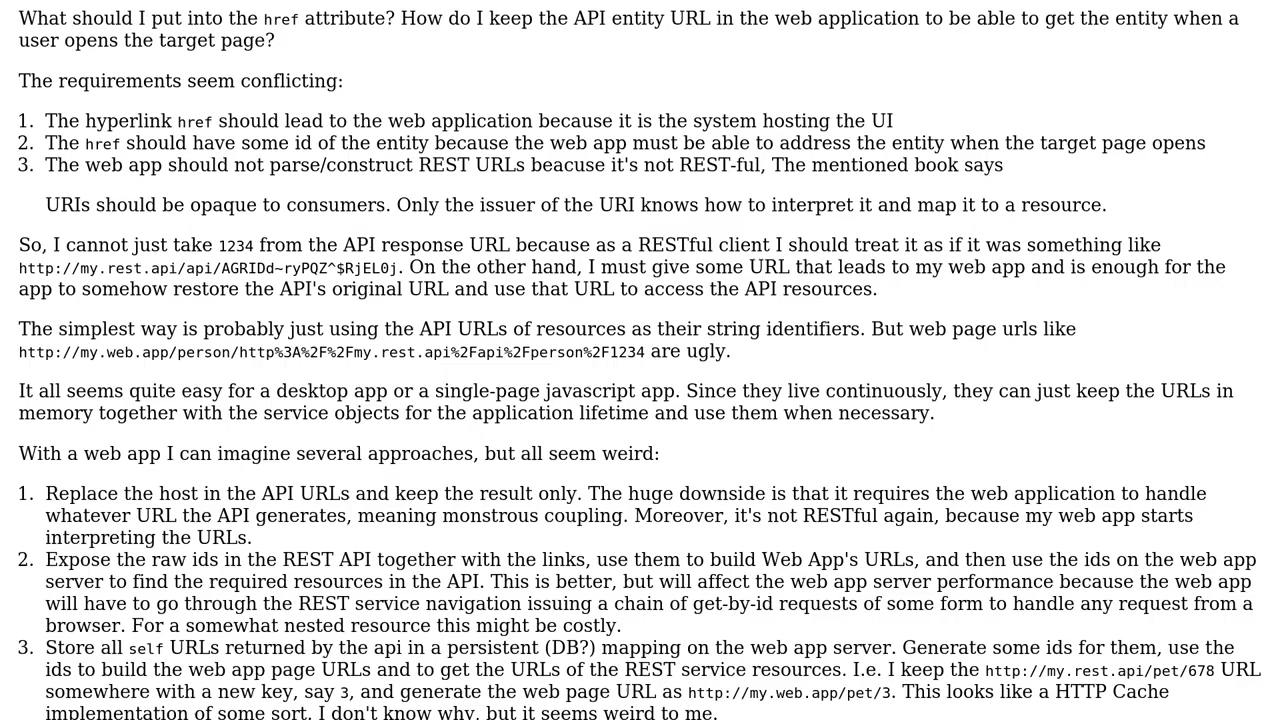 What should I put into the href attribute? How do I keep the API entity URL in the web application to be able to get the entity when a
user opens the target page?
The requirements seem conflicting:
1. The hyperlink href should lead to the web application because it is the system hosting the UI
2. The href should have some id of the entity because the web app must be able to address the entity when the target page opens
3. The web app should not parse/construct REST URLs beacuse it's not REST-ful, The mentioned book says
URIs should be opaque to consumers. Only the issuer of the URI knows how to interpret it and map it to a resource.
So, I cannot just take 1234 from the API response URL because as a RESTful client I should treat it as if it was something like
http://my.rest.api/api/AGRIDd~ryPQZ^$RjEL0j. On the other hand, I must give some URL that leads to my web app and is enough for the
app to somehow restore the API's original URL and use that URL to access the API resources.
The simplest way is probably just using the API URLs of resources as their string identifiers. But web page urls like
http://my.web.app/person/http%3A%2F%2Fmy.rest.api%2Fapi%2Fperson%2F1234 are ugly.
It all seems quite easy for a desktop app or a single-page javascript app. Since they live continuously, they can just keep the URLs in
memory together with the service objects for the application lifetime and use them when necessary.
With a web app I can imagine several approaches, but all seem weird:
1. Replace the host in the API URLs and keep the result only. The huge downside is that it requires the web application to handle
whatever URL the API generates, meaning monstrous coupling. Moreover, it's not RESTful again, because my web app starts
interpreting the URLs.
2. Expose the raw ids in the REST API together with the links, use them to build Web App's URLs, and then use the ids on the web app
server to find the required resources in the API. This is better, but will affect the web app server performance because the web app
will have to go through the REST service navigation issuing a chain of get-by-id requests of some form to handle any request from a
browser. For a somewhat nested resource this might be costly.
3. Store all self URLs returned by the api in a persistent (DB?) mapping on the web app server. Generate some ids for them, use the
ids to build the web app page URLs and to get the URLs of the REST service resources. I.e. I keep the http://my.rest.api/pet/678 URL
somewhere with a new key, say 3, and generate the web page URL as http://my.web.app/pet/3. This looks like a HTTP Cache
implementation of some sort. I don't know why, but it seems weird to me.